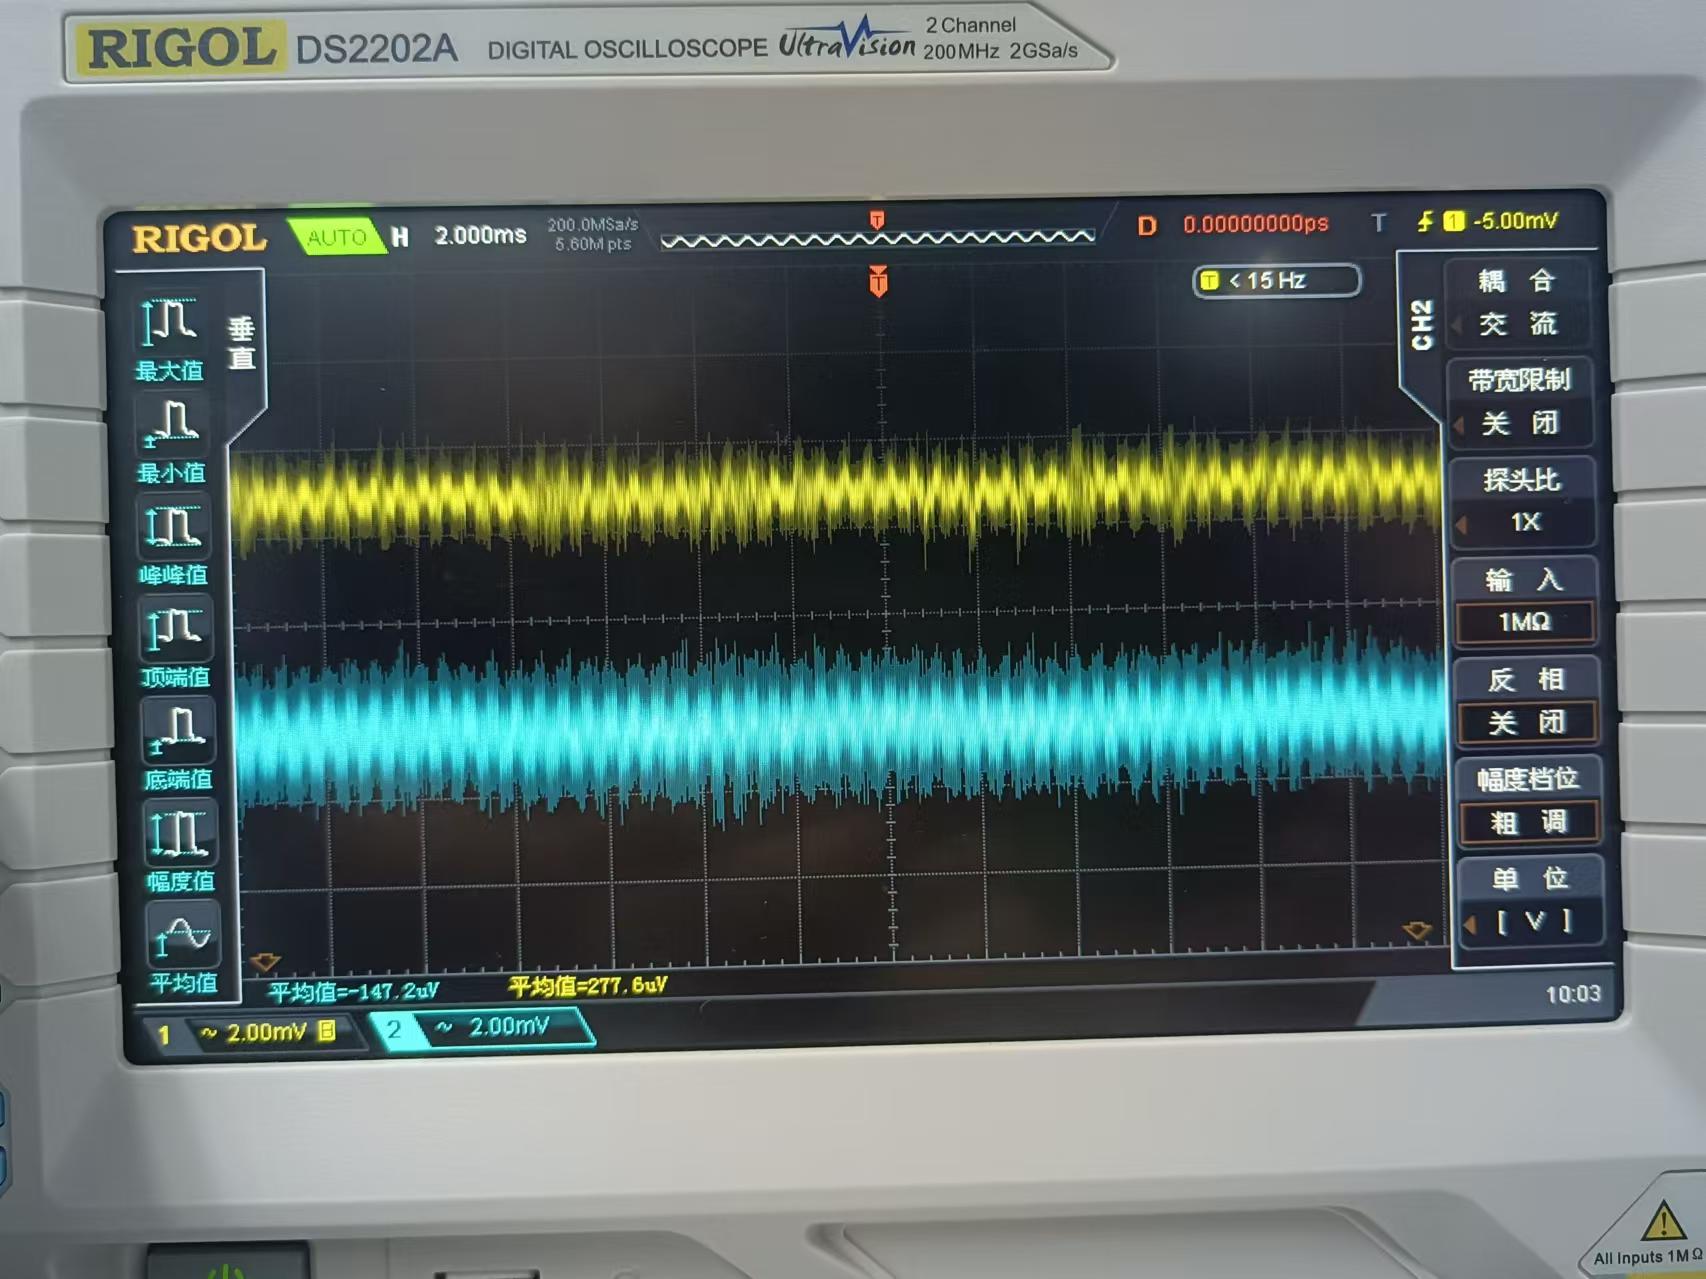 RIGOL DS2202A DIGITAL OSCILLOSCOPE UltraVision 2 Channel
200MHz 2GSa/s
RIGOL AUTO H 2.000ms 200.0MSa/s
5.60M pts
T
D 0.00000000ps T 1 -5.00mV
T
T < 15 Hz
垂直
最大值
最小值
峰峰值
顶端值
底端值
幅度值
平均值
CH2
耦合
交流
带宽限制
关闭
探头比
1X
输入
1MΩ
反相
关闭
幅度档位
粗调
单位
[ V ]
平均值=-147.2uV 平均值=277.6uV
10:03
1 ~ 2.00mV B 2 ~ 2.00mV
All Inputs 1MΩ